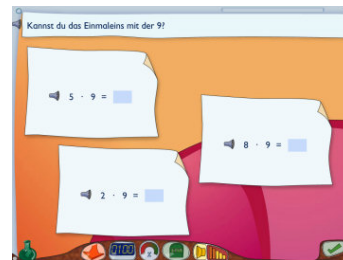 Kannst du das Einmaleins mit der 9?
5 · 9 =
8 · 9 =
2 · 9 =